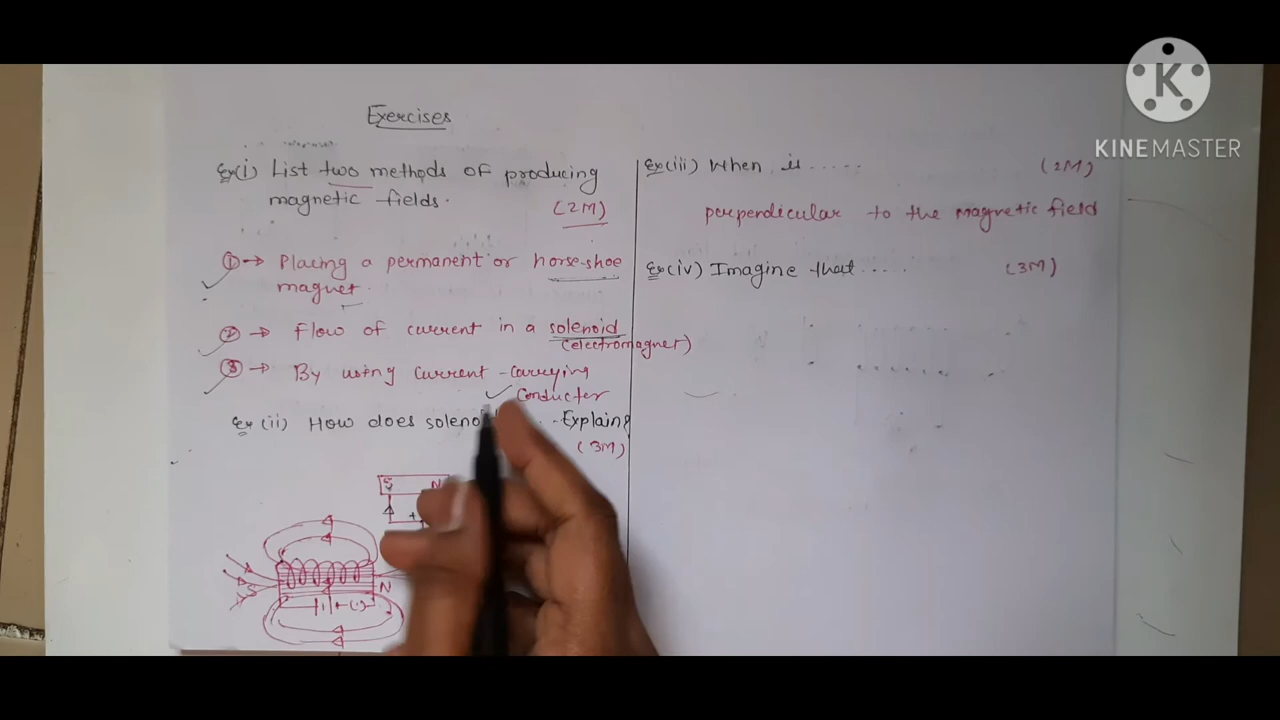 Exercises
Ex(i) List two methods of producing
magnetic fields.
(2M)
① → Placing a permanent or horse-shoe
magnet.
② → Flow of current in a solenoid
(electromagnet)
③ → By using current-carrying
Conductor
Ex(ii) How does ... Explain
(3M)
S N
+
S N
+ (.)
Ex(iii) When is .....
(2M)
perpendicular to the magnetic field
Ex(iv) Imagine that ....
(3M)
K
KINEMASTER